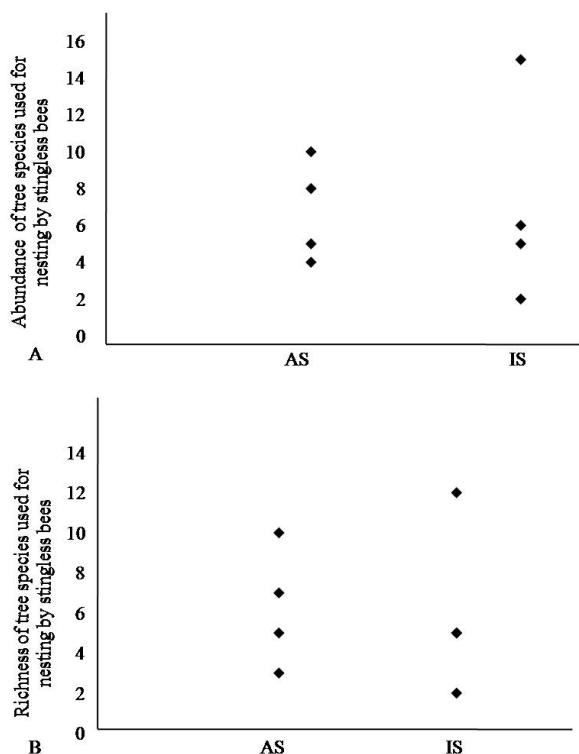 Abundance of tree species used for
nesting by stingless bees
16
14
12
10
8
6
4
2
0
A
AS
IS
Richness of tree species used for
nesting by stingless bees
14
12
10
8
6
4
2
0
B
AS
IS